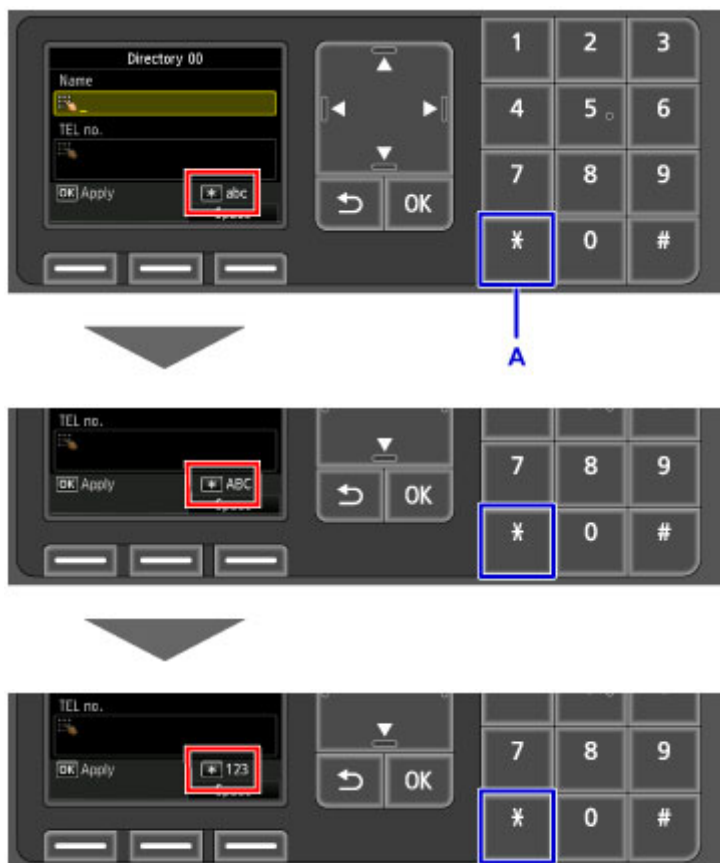 Directory 00
Name
TEL no.
OK Apply
* abc
OK
1 2 3
4 5 6
7 8 9
* 0 #
A
TEL no.
OK Apply
* ABC
OK
7 8 9
* 0 #
TEL no.
OK Apply
* 123
OK
7 8 9
* 0 #